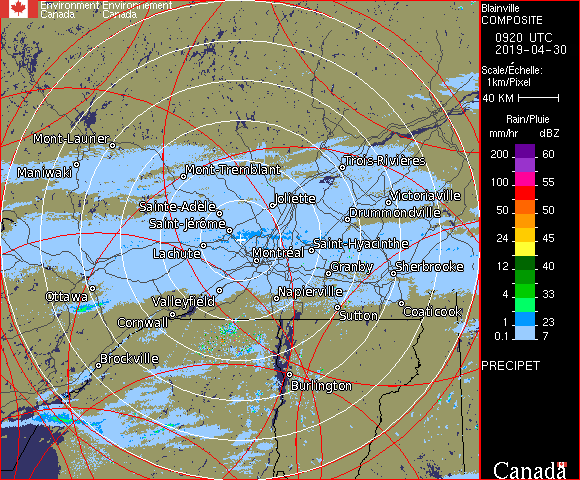 Environment Environnement
Canada Canada
Blainville
COMPOSITE
0920 UTC
2019-04-30
Scale/Échelle:
1km/Pixel
40 KM
Rain/Pluie
mm/hr dBZ
200 60
100 55
50 50
24 45
12 40
4 33
1 23
0.1 7
PRECIPET
Canada
Mont-Laurier
Maniwaki
Mont-Tremblant
Trois-Rivières
Sainte-Adèle
Joliette
Victoriaville
Drummondville
Saint-Jérôme
Saint-Hyacinthe
Lachute
Montréal
Granby
Sherbrooke
Ottawa
Valleyfield
Napierville
Cornwall
Sutton
Coaticook
Brockville
Burlington